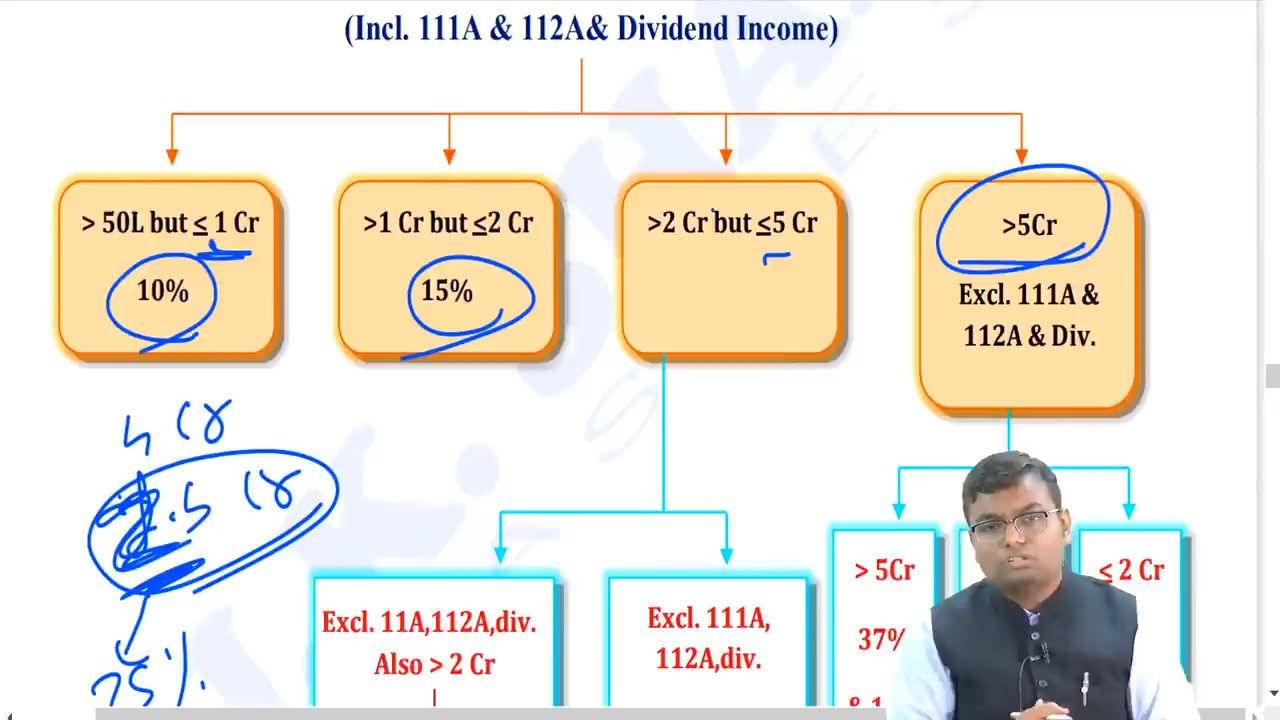 (Incl. 111A & 112A& Dividend Income)
> 50L but ≤ 1 Cr
10%
>1 Cr but ≤2 Cr
15%
>2 Cr but ≤5 Cr
>5Cr
Excl. 111A &
112A & Div.
4 Cr
.5 Cr
25%
Excl. 11A,112A,div.
Also > 2 Cr
Excl. 111A,
112A,div.
> 5Cr
37%
≤ 2 Cr